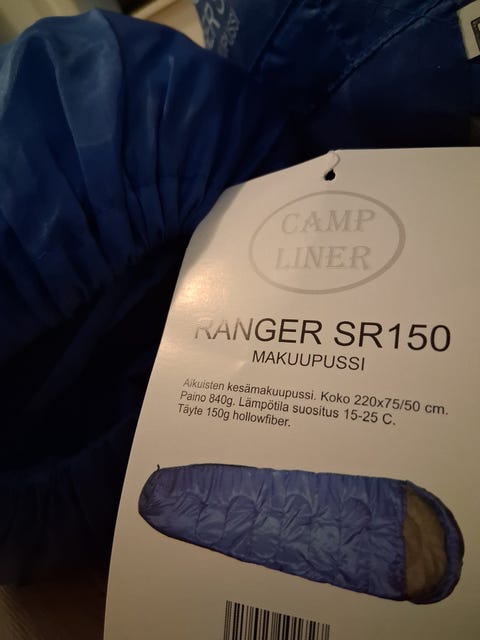 CAMP
LINER
RANGER SR150
MAKUUPUSSI
Aikuisten kesämakuupussi. Koko 220x75/50 cm.
Paino 840g. Lämpötila suositus 15-25 C.
Täyte 150g hollowfiber.